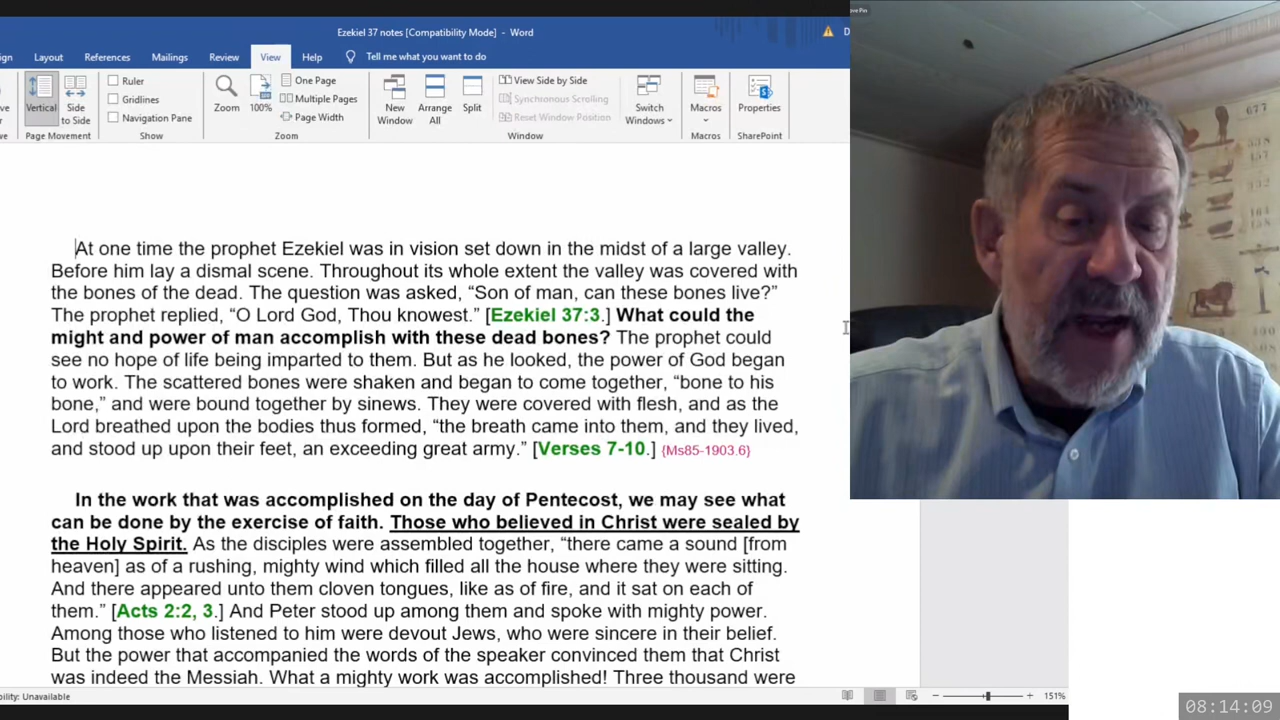 ove Pin
Ezekiel 37 notes [Compatibility Mode] - Word
D
ign Layout References Mailings Review View Help Tell me what you want to do
Vertical
Side to Side
Page Movement
Ruler
Gridlines
Navigation Pane
Show
Zoom
100%
One Page
Multiple Pages
Page Width
Zoom
New Window
Arrange All
Split
View Side by Side
Synchronous Scrolling
Reset Window Position
Window
Switch Windows
Macros
Macros
Properties
SharePoint
At one time the prophet Ezekiel was in vision set down in the midst of a large valley.
Before him lay a dismal scene. Throughout its whole extent the valley was covered with
the bones of the dead. The question was asked, “Son of man, can these bones live?”
The prophet replied, “O Lord God, Thou knowest.” [Ezekiel 37:3.] What could the
might and power of man accomplish with these dead bones? The prophet could
see no hope of life being imparted to them. But as he looked, the power of God began
to work. The scattered bones were shaken and began to come together, “bone to his
bone,” and were bound together by sinews. They were covered with flesh, and as the
Lord breathed upon the bodies thus formed, “the breath came into them, and they lived,
and stood up upon their feet, an exceeding great army.” [Verses 7-10.] {Ms85-1903.6}
In the work that was accomplished on the day of Pentecost, we may see what
can be done by the exercise of faith. Those who believed in Christ were sealed by
the Holy Spirit. As the disciples were assembled together, “there came a sound [from
heaven] as of a rushing, mighty wind which filled all the house where they were sitting.
And there appeared unto them cloven tongues, like as of fire, and it sat on each of
them.” [Acts 2:2, 3.] And Peter stood up among them and spoke with mighty power.
Among those who listened to him were devout Jews, who were sincere in their belief.
But the power that accompanied the words of the speaker convinced them that Christ
was indeed the Messiah. What a mighty work was accomplished! Three thousand were
bility: Unavailable
151%
677
08:14:09